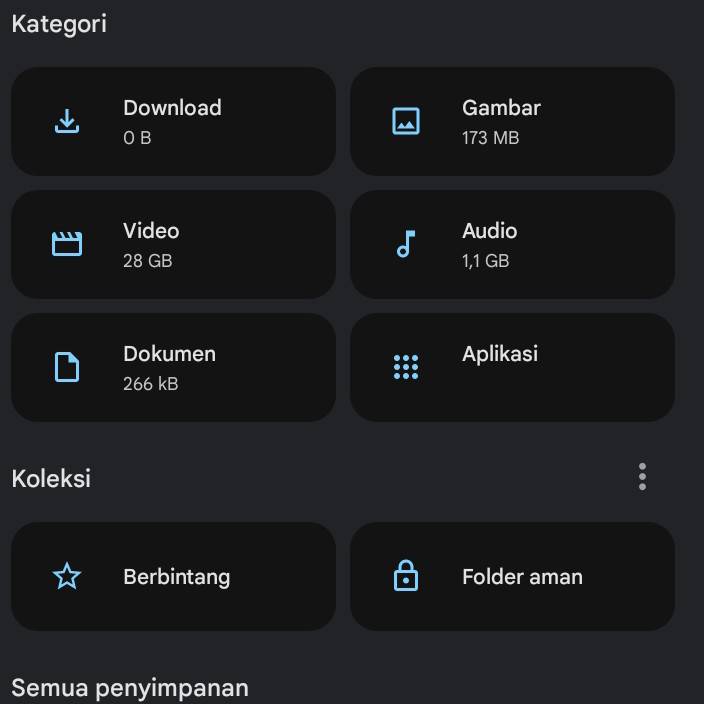 Kategori
Download
0 B
Gambar
173 MB
Video
28 GB
Audio
1,1 GB
Dokumen
266 kB
Aplikasi
Koleksi
Berbintang
Folder aman
Semua penyimpanan